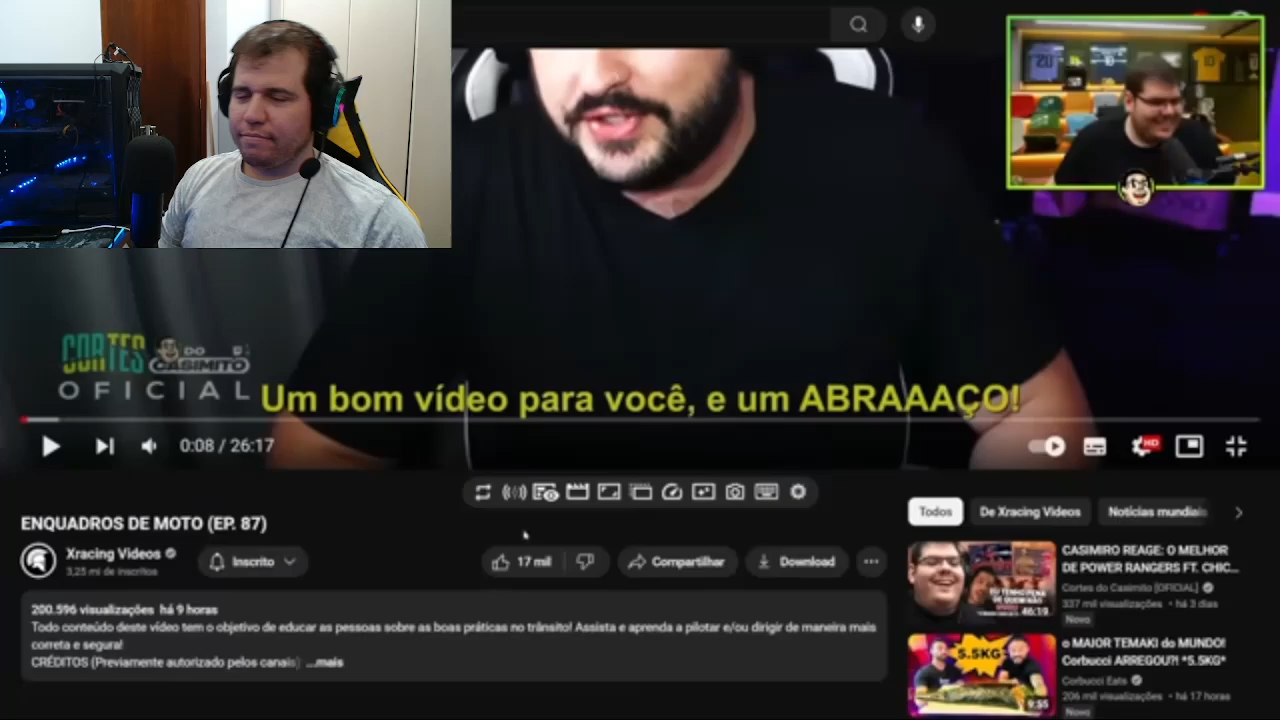 CORTES DO CASIMITO
OFICIAL
Um bom vídeo para você, e um ABRAAAÇO!
0:08 / 26:17
HD
ENQUADROS DE MOTO (EP. 87)
Xracing Videos
3,25 mi de inscritos
Inscrito
17 mil
Compartilhar
Download
200.596 visualizações há 9 horas
Todo conteúdo deste vídeo tem o objetivo de educar as pessoas sobre as boas práticas no trânsito! Assista e aprenda a pilotar e/ou dirigir de maneira mais
correta e segura!
CRÉDITOS (Previamente autorizado pelos canais) ...mais
Todos
De Xracing Videos
Notícias mundiais
CASIMIRO REAGE: O MELHOR
DE POWER RANGERS FT. CHIC...
Cortes do Casimito [OFICIAL]
337 mil visualizações • há 3 dias
Novo
46:19
o MAIOR TEMAKI do MUNDO!
Corbucci ARREGOU?! *5.5KG*
Corbucci Eats
206 mil visualizações • há 17 horas
Novo
5.5KG
9:55